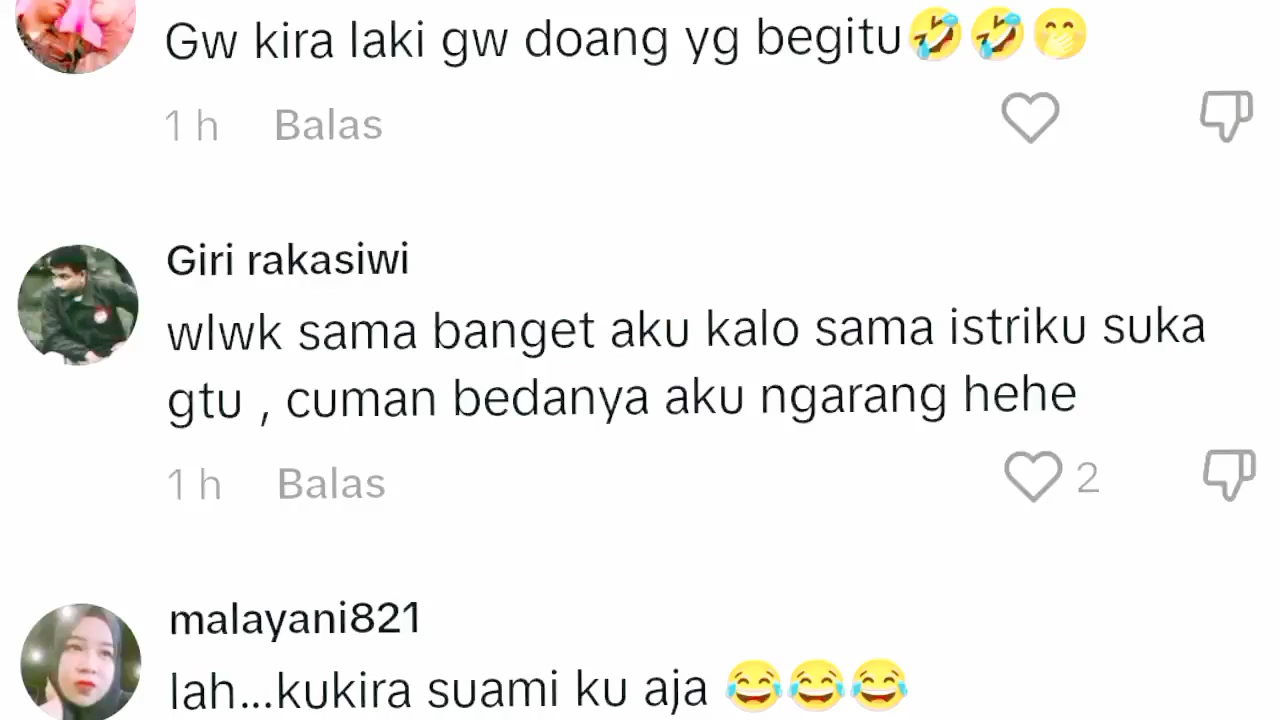 Gw kira laki gw doang yg begitu🤣🤣🤭
1 h Balas
Giri rakasiwi
wlwk sama banget aku kalo sama istriku suka
gtu , cuman bedanya aku ngarang hehe
1 h Balas 2
malayani821
lah...kukira suami ku aja 😂😂😂